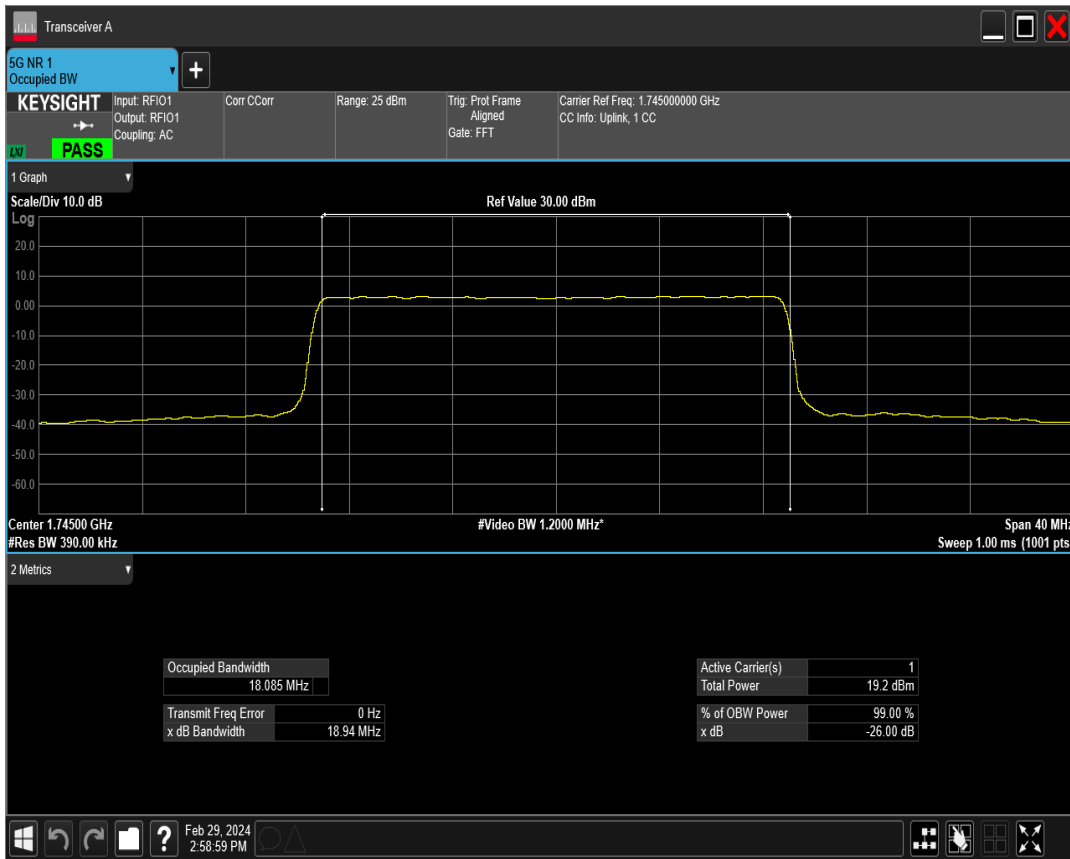 Transceiver A
5G NR 1
Occupied BW
+
KEYSIGHT
LXI
PASS
Input: RFIO1
Output: RFIO1
Coupling: AC
Corr CCorr
Range: 25 dBm
Trig: Prot Frame
Aligned
Gate: FFT
Carrier Ref Freq: 1.745000000 GHz
CC Info: Uplink, 1 CC
1 Graph
Scale/Div 10.0 dB
Ref Value 30.00 dBm
Log
20.0
10.0
0.00
-10.0
-20.0
-30.0
-40.0
-50.0
-60.0
Center 1.74500 GHz
#Video BW 1.2000 MHz*
Span 40 MHz
#Res BW 390.00 kHz
Sweep 1.00 ms (1001 pts
2 Metrics
Occupied Bandwidth
18.085 MHz
Transmit Freq Error 0 Hz
x dB Bandwidth 18.94 MHz
Active Carrier(s) 1
Total Power 19.2 dBm
% of OBW Power 99.00 %
x dB -26.00 dB
?
Feb 29, 2024
2:58:59 PM